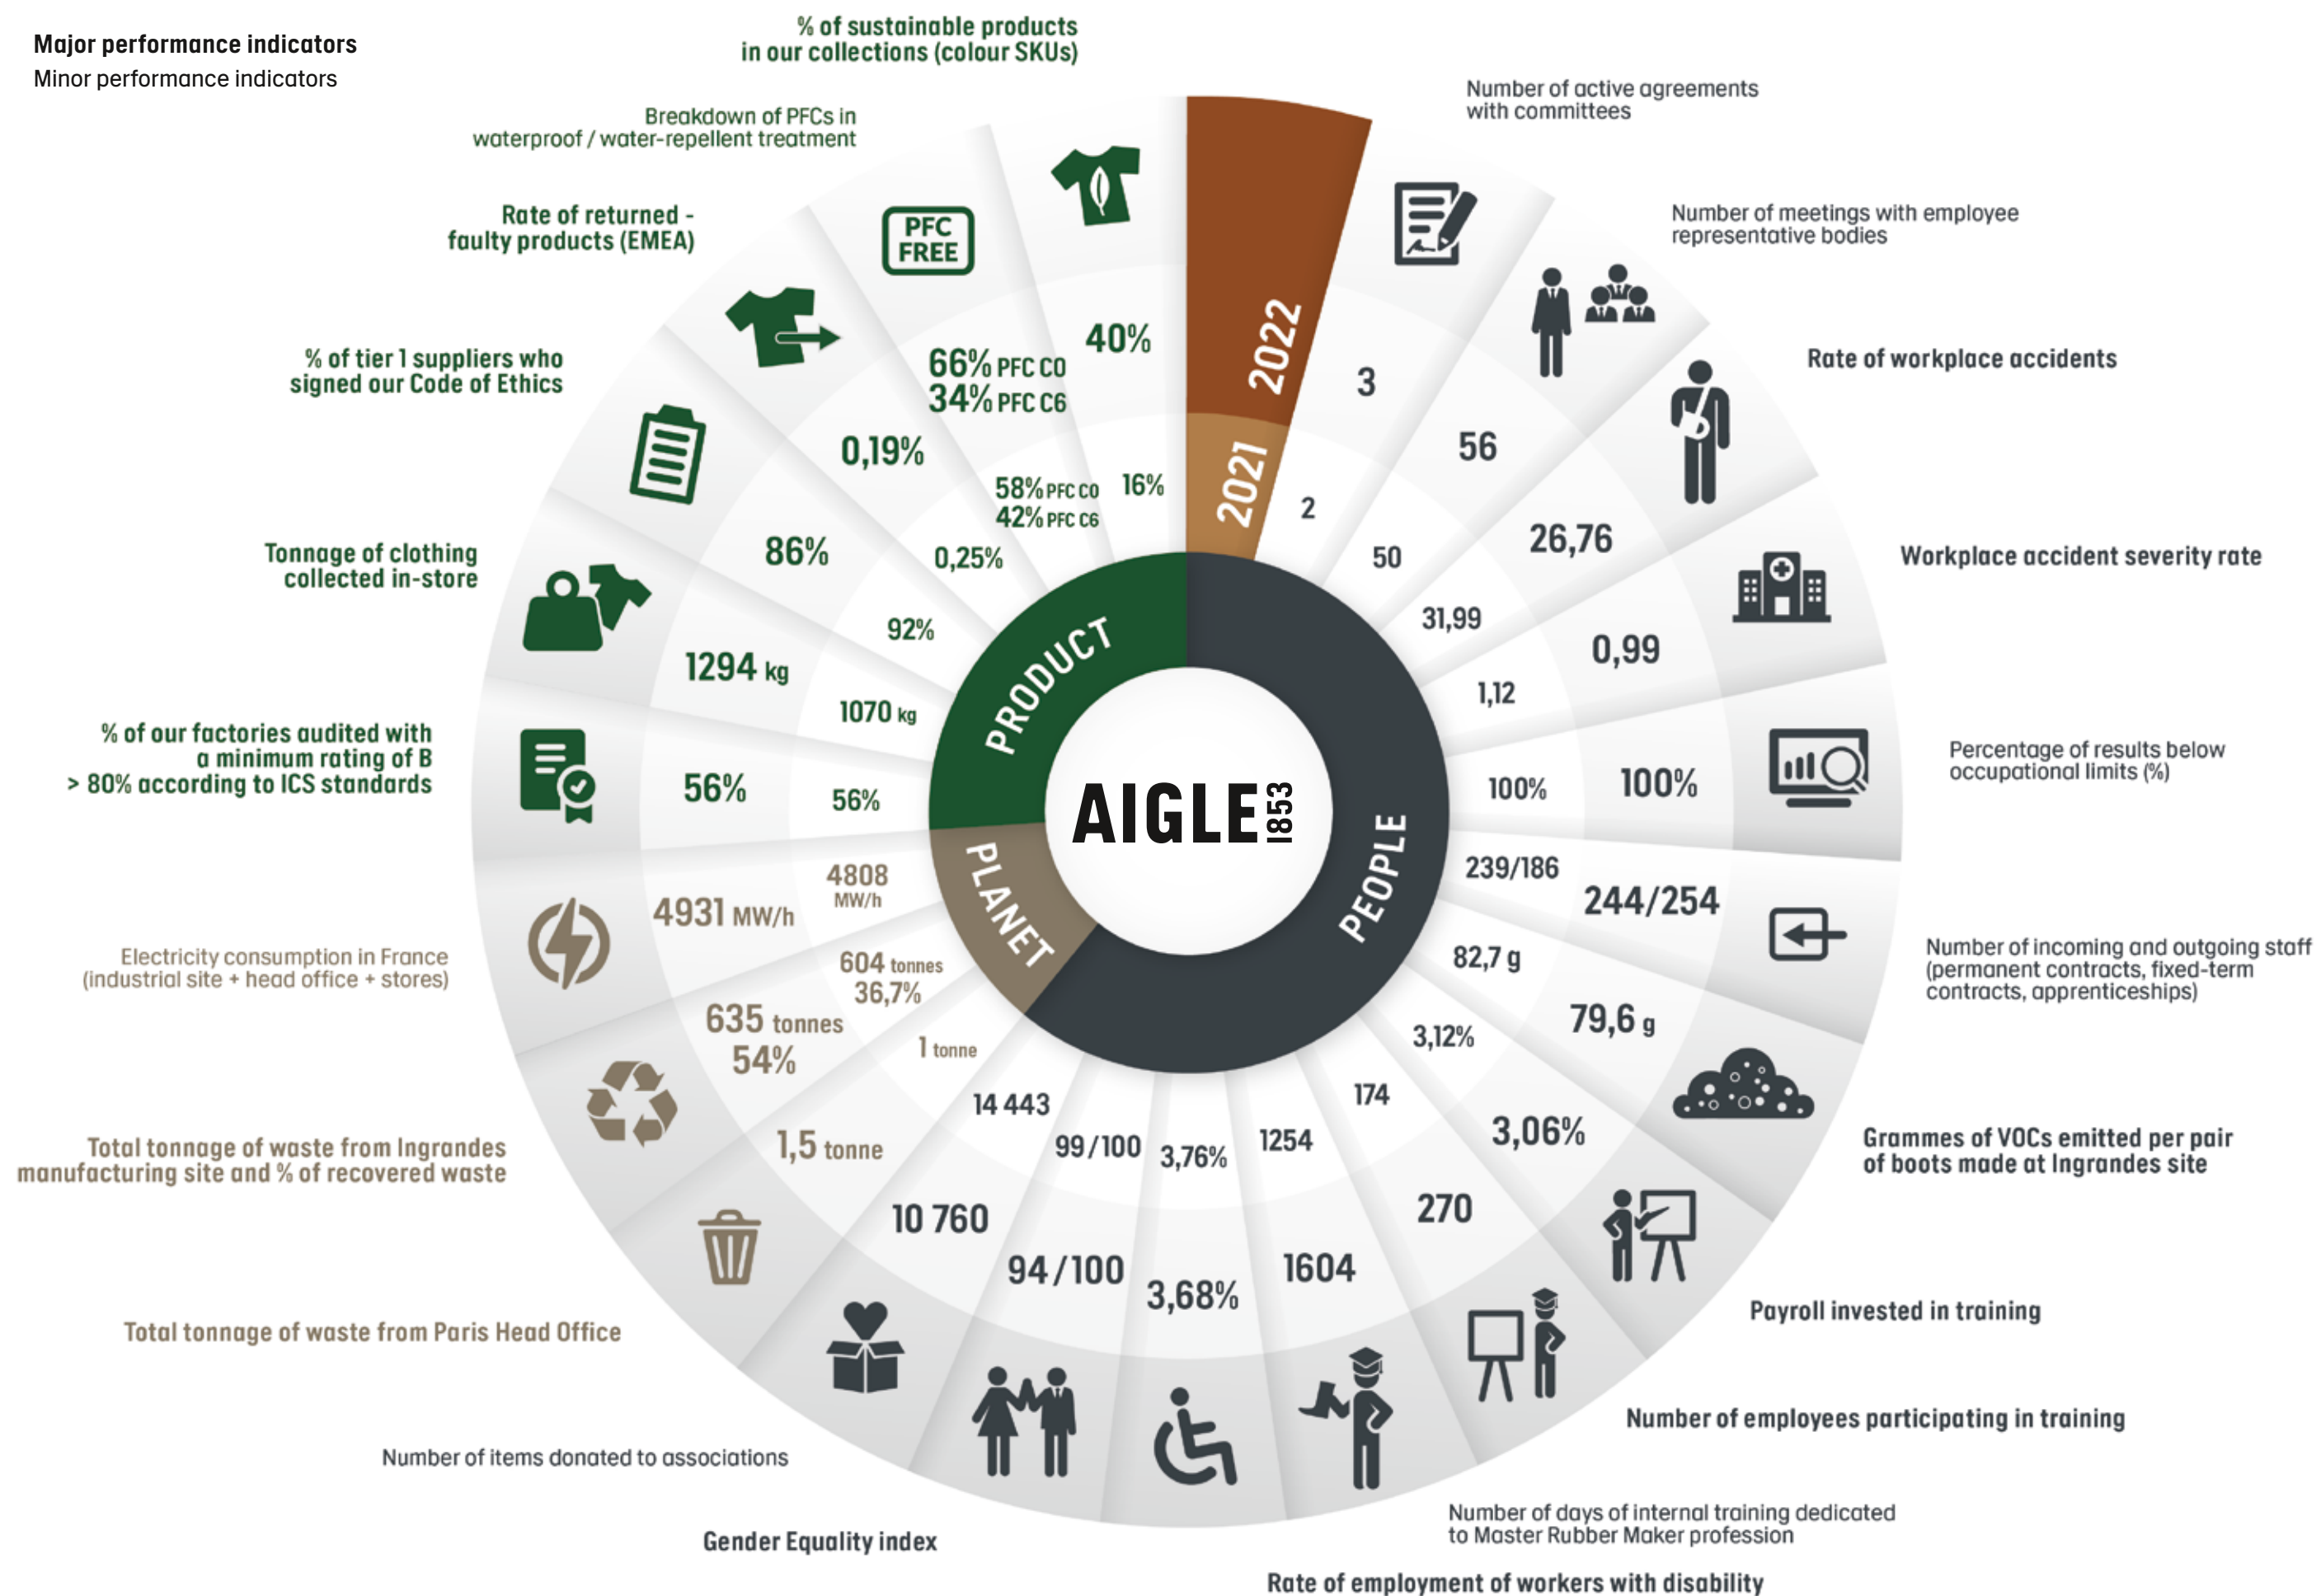 Major performance indicators
Minor performance indicators
% of sustainable products
in our collections (colour SKUs)
40%
16%
2022
2021
Number of active agreements
with committees
3
2
Number of meetings with employee
representative bodies
56
50
Rate of workplace accidents
26,76
31,99
Workplace accident severity rate
0,99
1,12
Percentage of results below
occupational limits (%)
100%
100%
Number of incoming and outgoing staff
(permanent contracts, fixed-term
contracts, apprenticeships)
244/254
239/186
Grammes of VOCs emitted per pair
of boots made at Ingrandes site
79,6 g
82,7 g
Payroll invested in training
3,06%
3,12%
Number of employees participating in training
270
174
Number of days of internal training dedicated
to Master Rubber Maker profession
1604
1254
Rate of employment of workers with disability
3,68%
3,76%
Gender Equality index
94/100
99/100
Number of items donated to associations
10 760
14 443
Total tonnage of waste from Paris Head Office
1,5 tonne
1 tonne
Total tonnage of waste from Ingrandes
manufacturing site and % of recovered waste
635 tonnes
54%
604 tonnes
36,7%
Electricity consumption in France
(industrial site + head office + stores)
4931 MW/h
4808
MW/h
% of our factories audited with
a minimum rating of B
> 80% according to ICS standards
56%
56%
Tonnage of clothing
collected in-store
1294 kg
1070 kg
% of tier 1 suppliers who
signed our Code of Ethics
86%
92%
Rate of returned -
faulty products (EMEA)
0,19%
0,25%
Breakdown of PFCs in
waterproof / water-repellent treatment
PFC
FREE
66% PFC C0
34% PFC C6
58% PFC C0
42% PFC C6
PRODUCT
PEOPLE
PLANET
AIGLE 1853